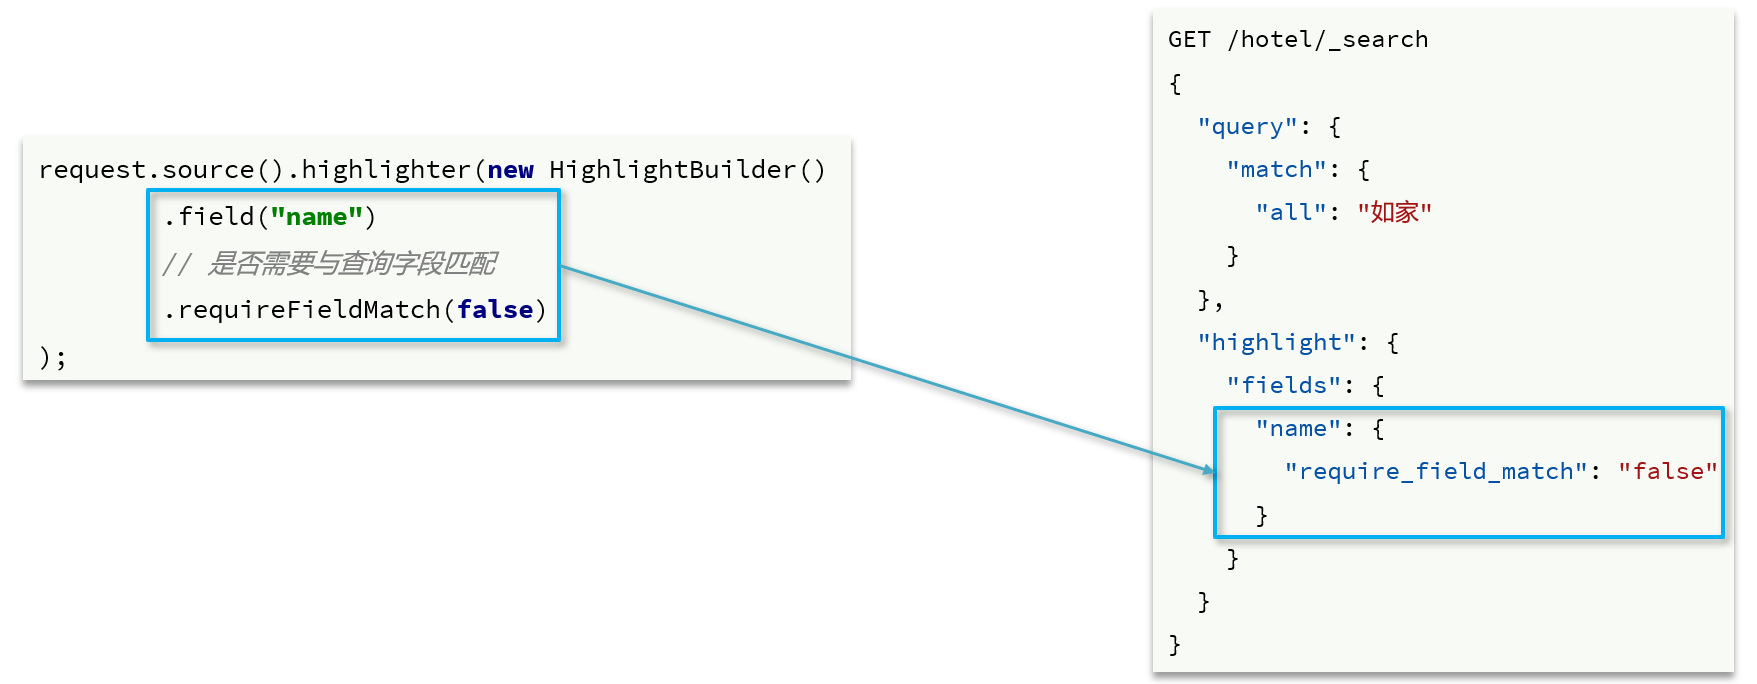 request.source().highlighter(new HighlightBuilder()
.field("name")
// 是否需要与查询字段匹配
.requireFieldMatch(false)
);
GET /hotel/_search
{
"query": {
"match": {
"all": "如家"
}
},
"highlight": {
"fields": {
"name": {
"require_field_match": "false"
}
}
}
}